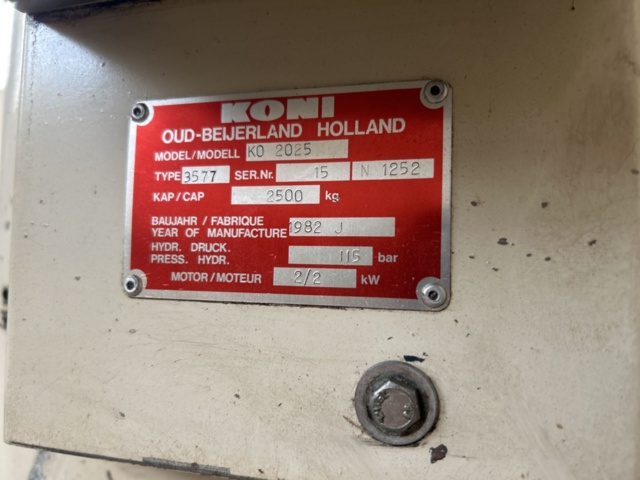 KONI
OUD-BEIJERLAND HOLLAND
MODEL/MODELL KO 2025
TYPE 3577 SER.Nr. 15 N 1252
KAP/CAP 2500 kg
BAUJAHR / FABRIQUE
YEAR OF MANUFACTURE 1982 J
HYDR. DRUCK.
PRESS. HYDR. 115 bar
MOTOR/MOTEUR 2/2 kW